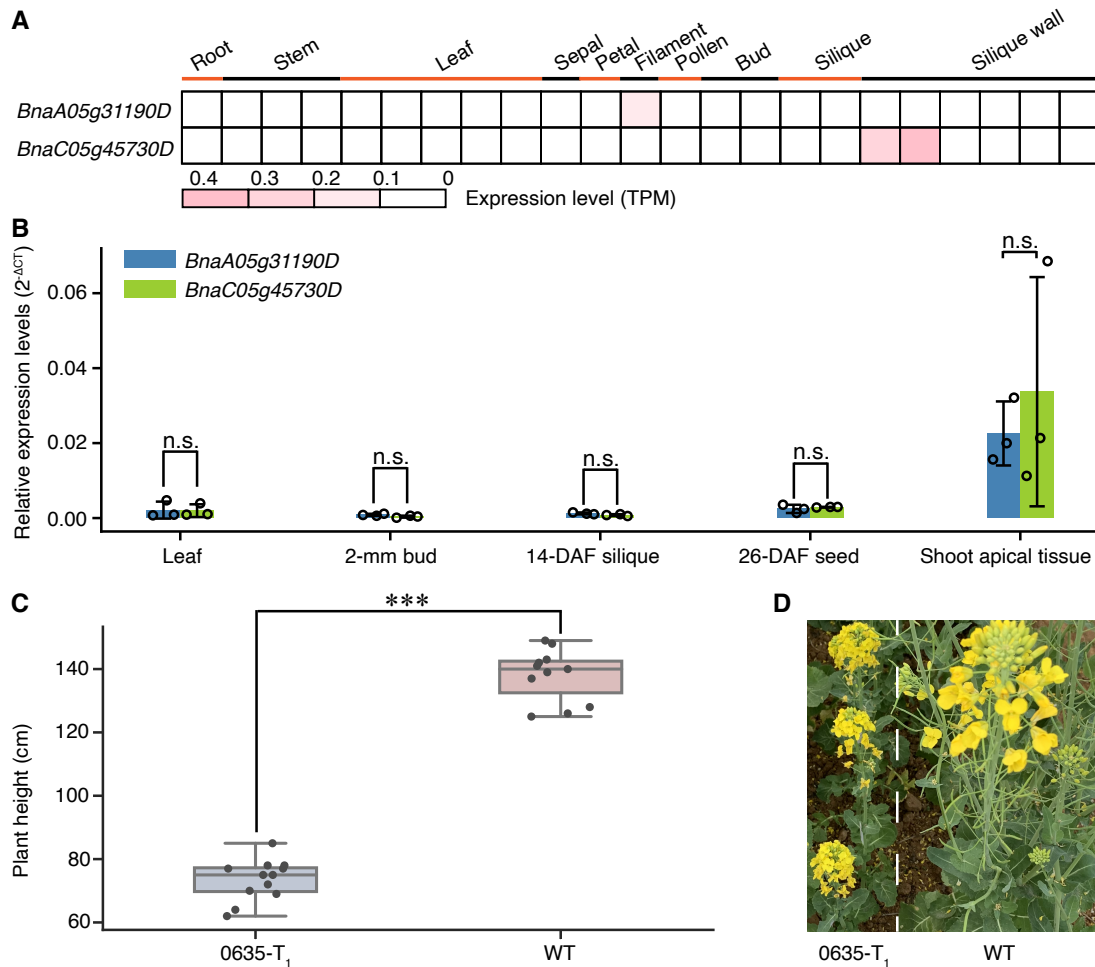 A
Root Stem Leaf Sepal Petal Filament Pollen Bud Silique Silique wall
BnaA05g31190D
BnaC05g45730D
0.4 0.3 0.2 0.1 0
Expression level (TPM)
B
Relative expression levels (2^-ΔCT)
BnaA05g31190D
BnaC05g45730D
n.s.
0.06
0.04
0.02
n.s. n.s. n.s. n.s.
0.00
Leaf 2-mm bud 14-DAF silique 26-DAF seed Shoot apical tissue
C
***
Plant height (cm)
140
120
100
80
60
0635-T₁ WT
D
0635-T₁ WT